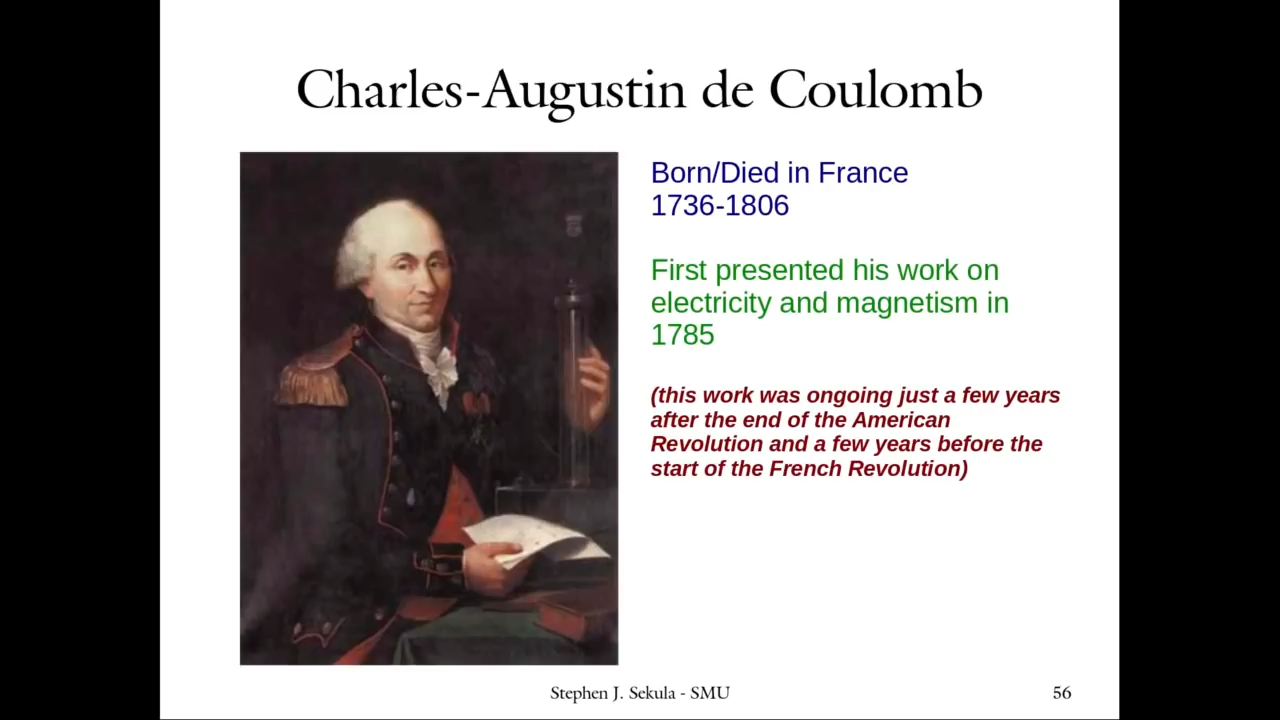 Charles-Augustin de Coulomb
Born/Died in France
1736-1806
First presented his work on
electricity and magnetism in
1785
(this work was ongoing just a few years
after the end of the American
Revolution and a few years before the
start of the French Revolution)
Stephen J. Sekula - SMU
56